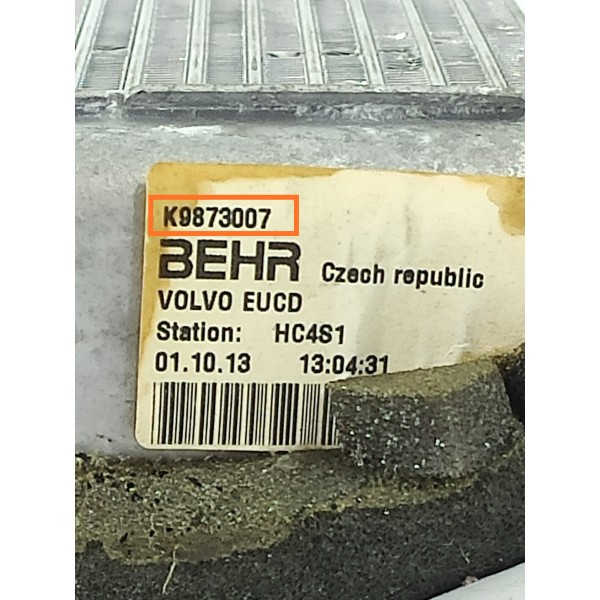 K9873007
BEHR Czech republic
VOLVO EUCD
Station: HC4S1
01.10.13 13:04:31